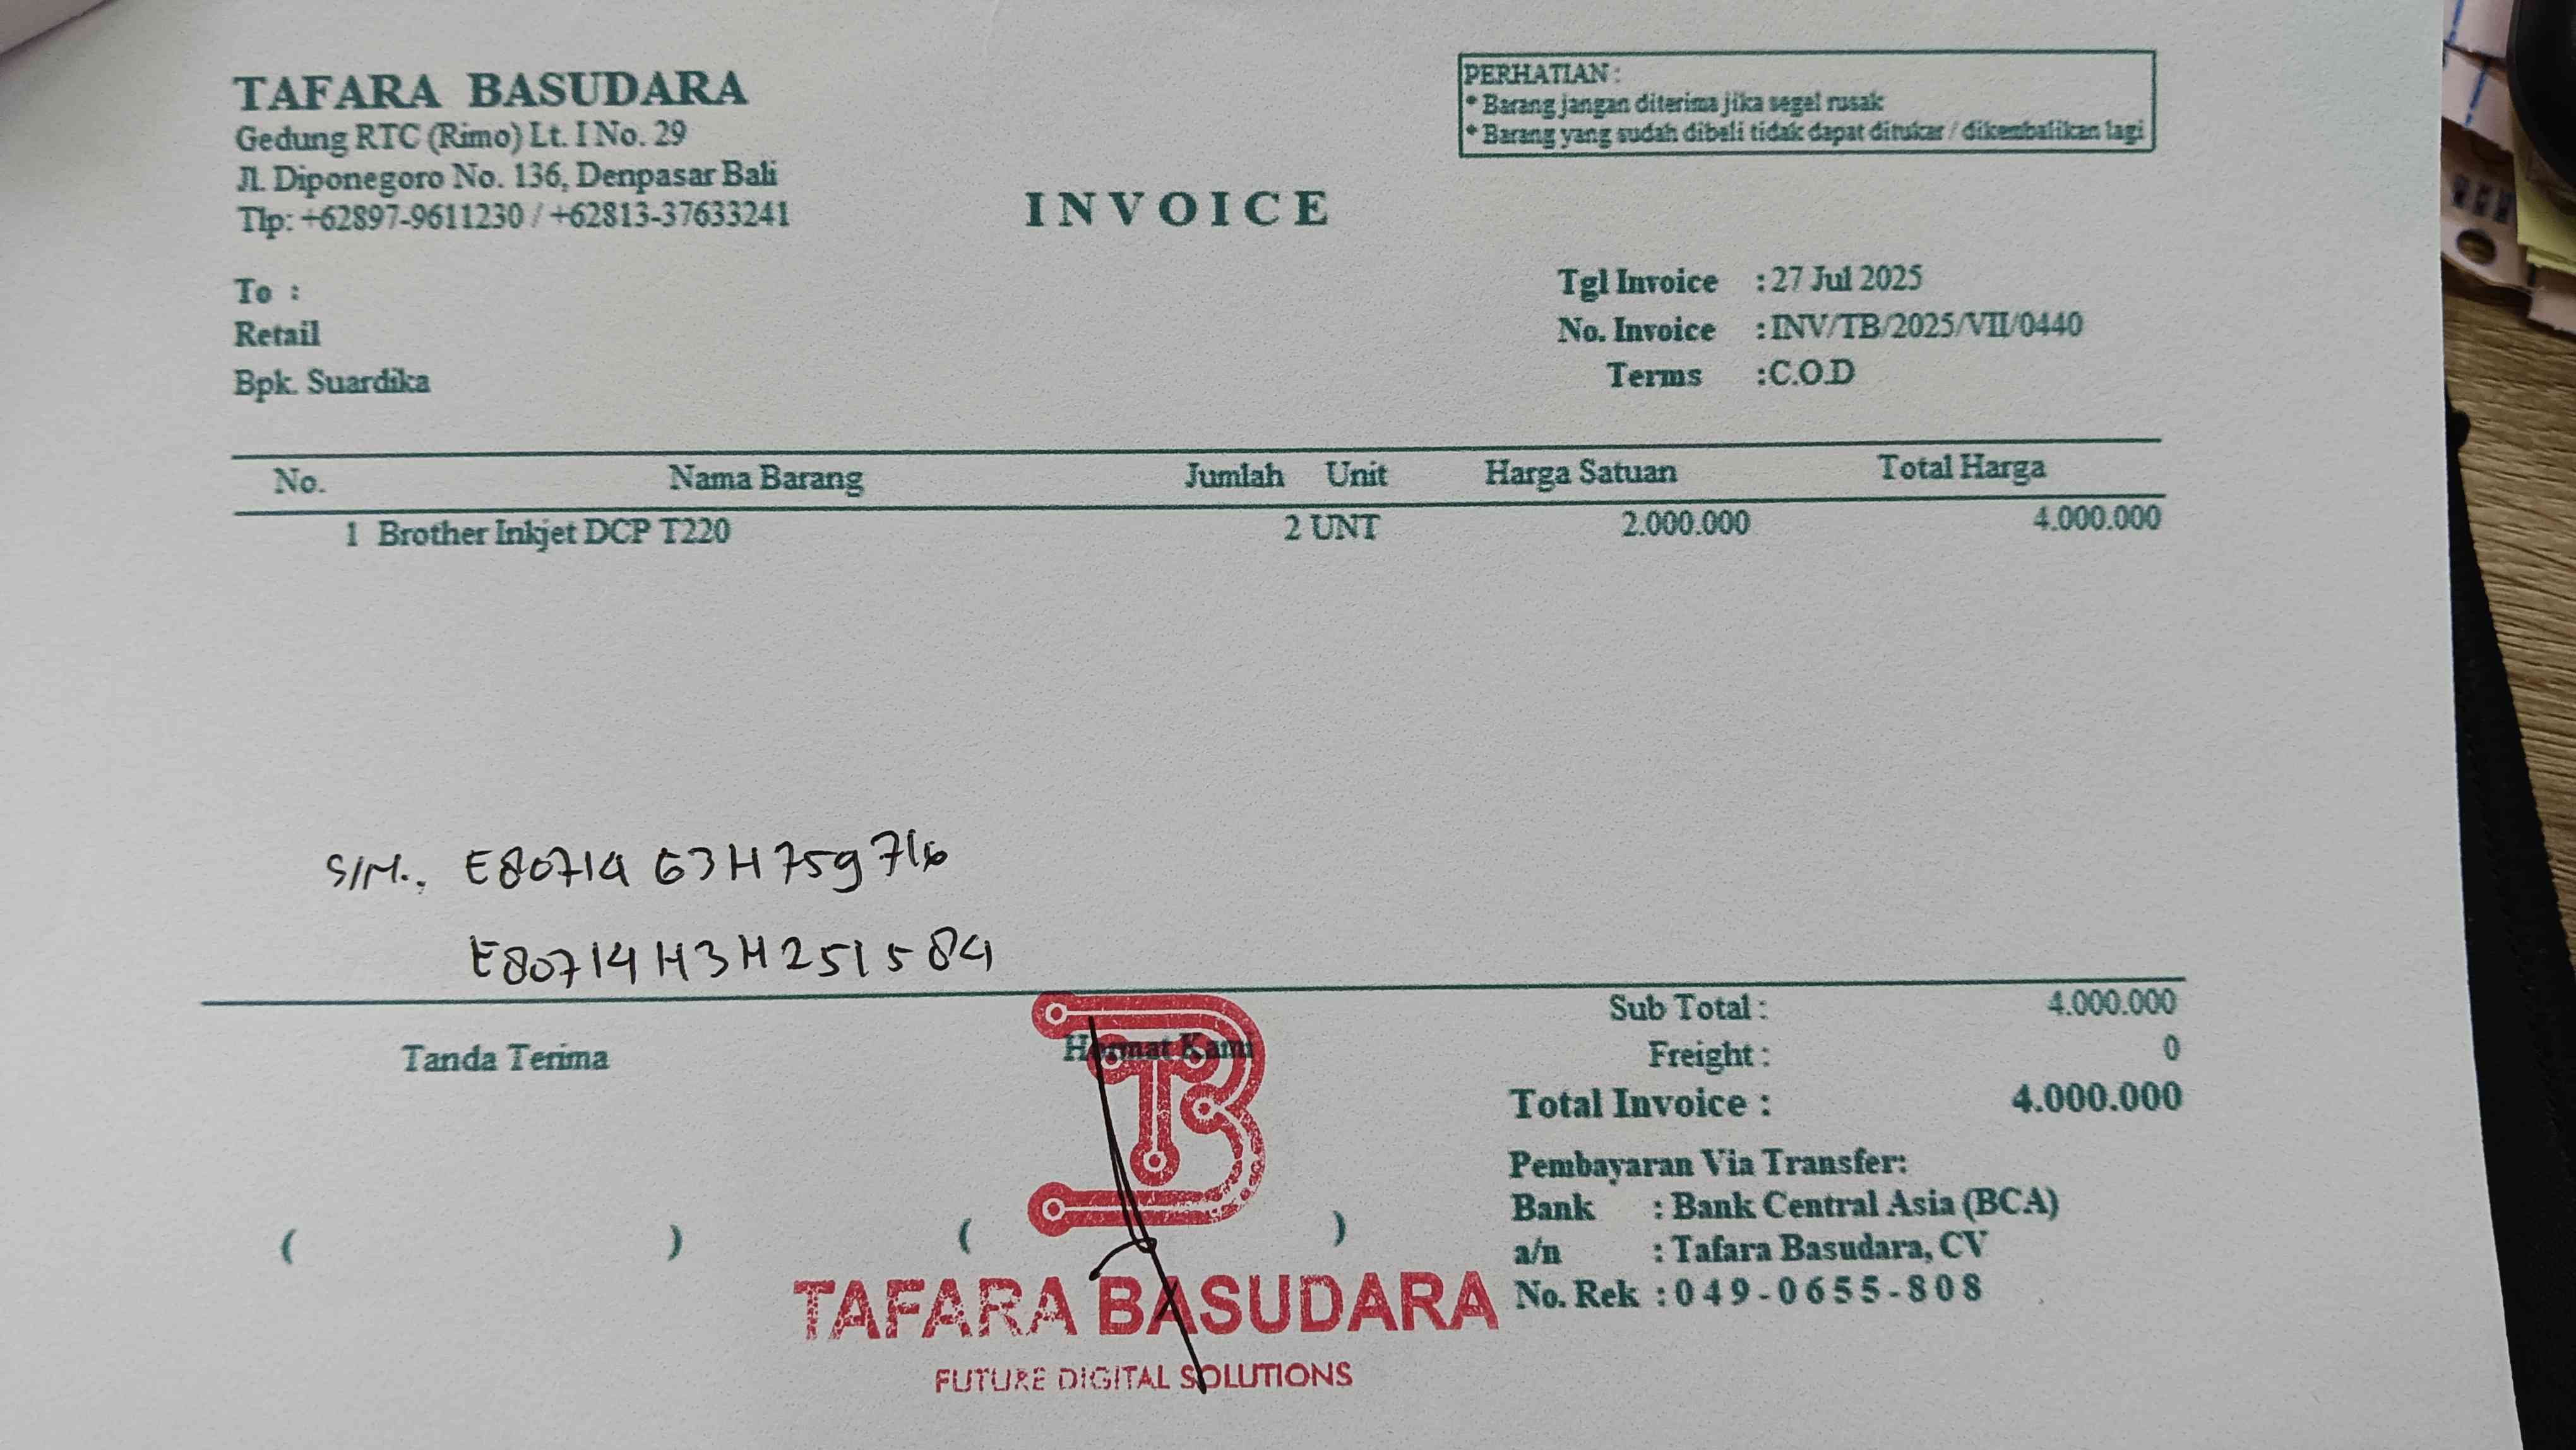 TAFARA BASUDARA
Gedung RTC (Rimo) Lt. I No. 29
Jl. Diponegoro No. 136, Denpasar Bali
Tlp: +62897-9611230 / +62813-37633241
PERHATIAN :
* Barang jangan diterima jika segel rusak
* Barang yang sudah dibeli tidak dapat ditukar / dikembalikan lagi
INVOICE
To :
Retail
Bpk. Suardika
Tgl Invoice : 27 Jul 2025
No. Invoice : INV/TB/2025/VII/0440
Terms : C.O.D
No. Nama Barang Jumlah Unit Harga Satuan Total Harga
1 Brother Inkjet DCP T220 2 UNT 2.000.000 4.000.000
E80714H3H251584
Tanda Terima
Hormat Kami
( )
( )
Sub Total : 4.000.000
Freight : 0
Total Invoice : 4.000.000
Pembayaran Via Transfer:
Bank : Bank Central Asia (BCA)
a/n : Tafara Basudara, CV
No. Rek : 049-0655-808
TB
TAFARA BASUDARA
FUTURE DIGITAL SOLUTIONS